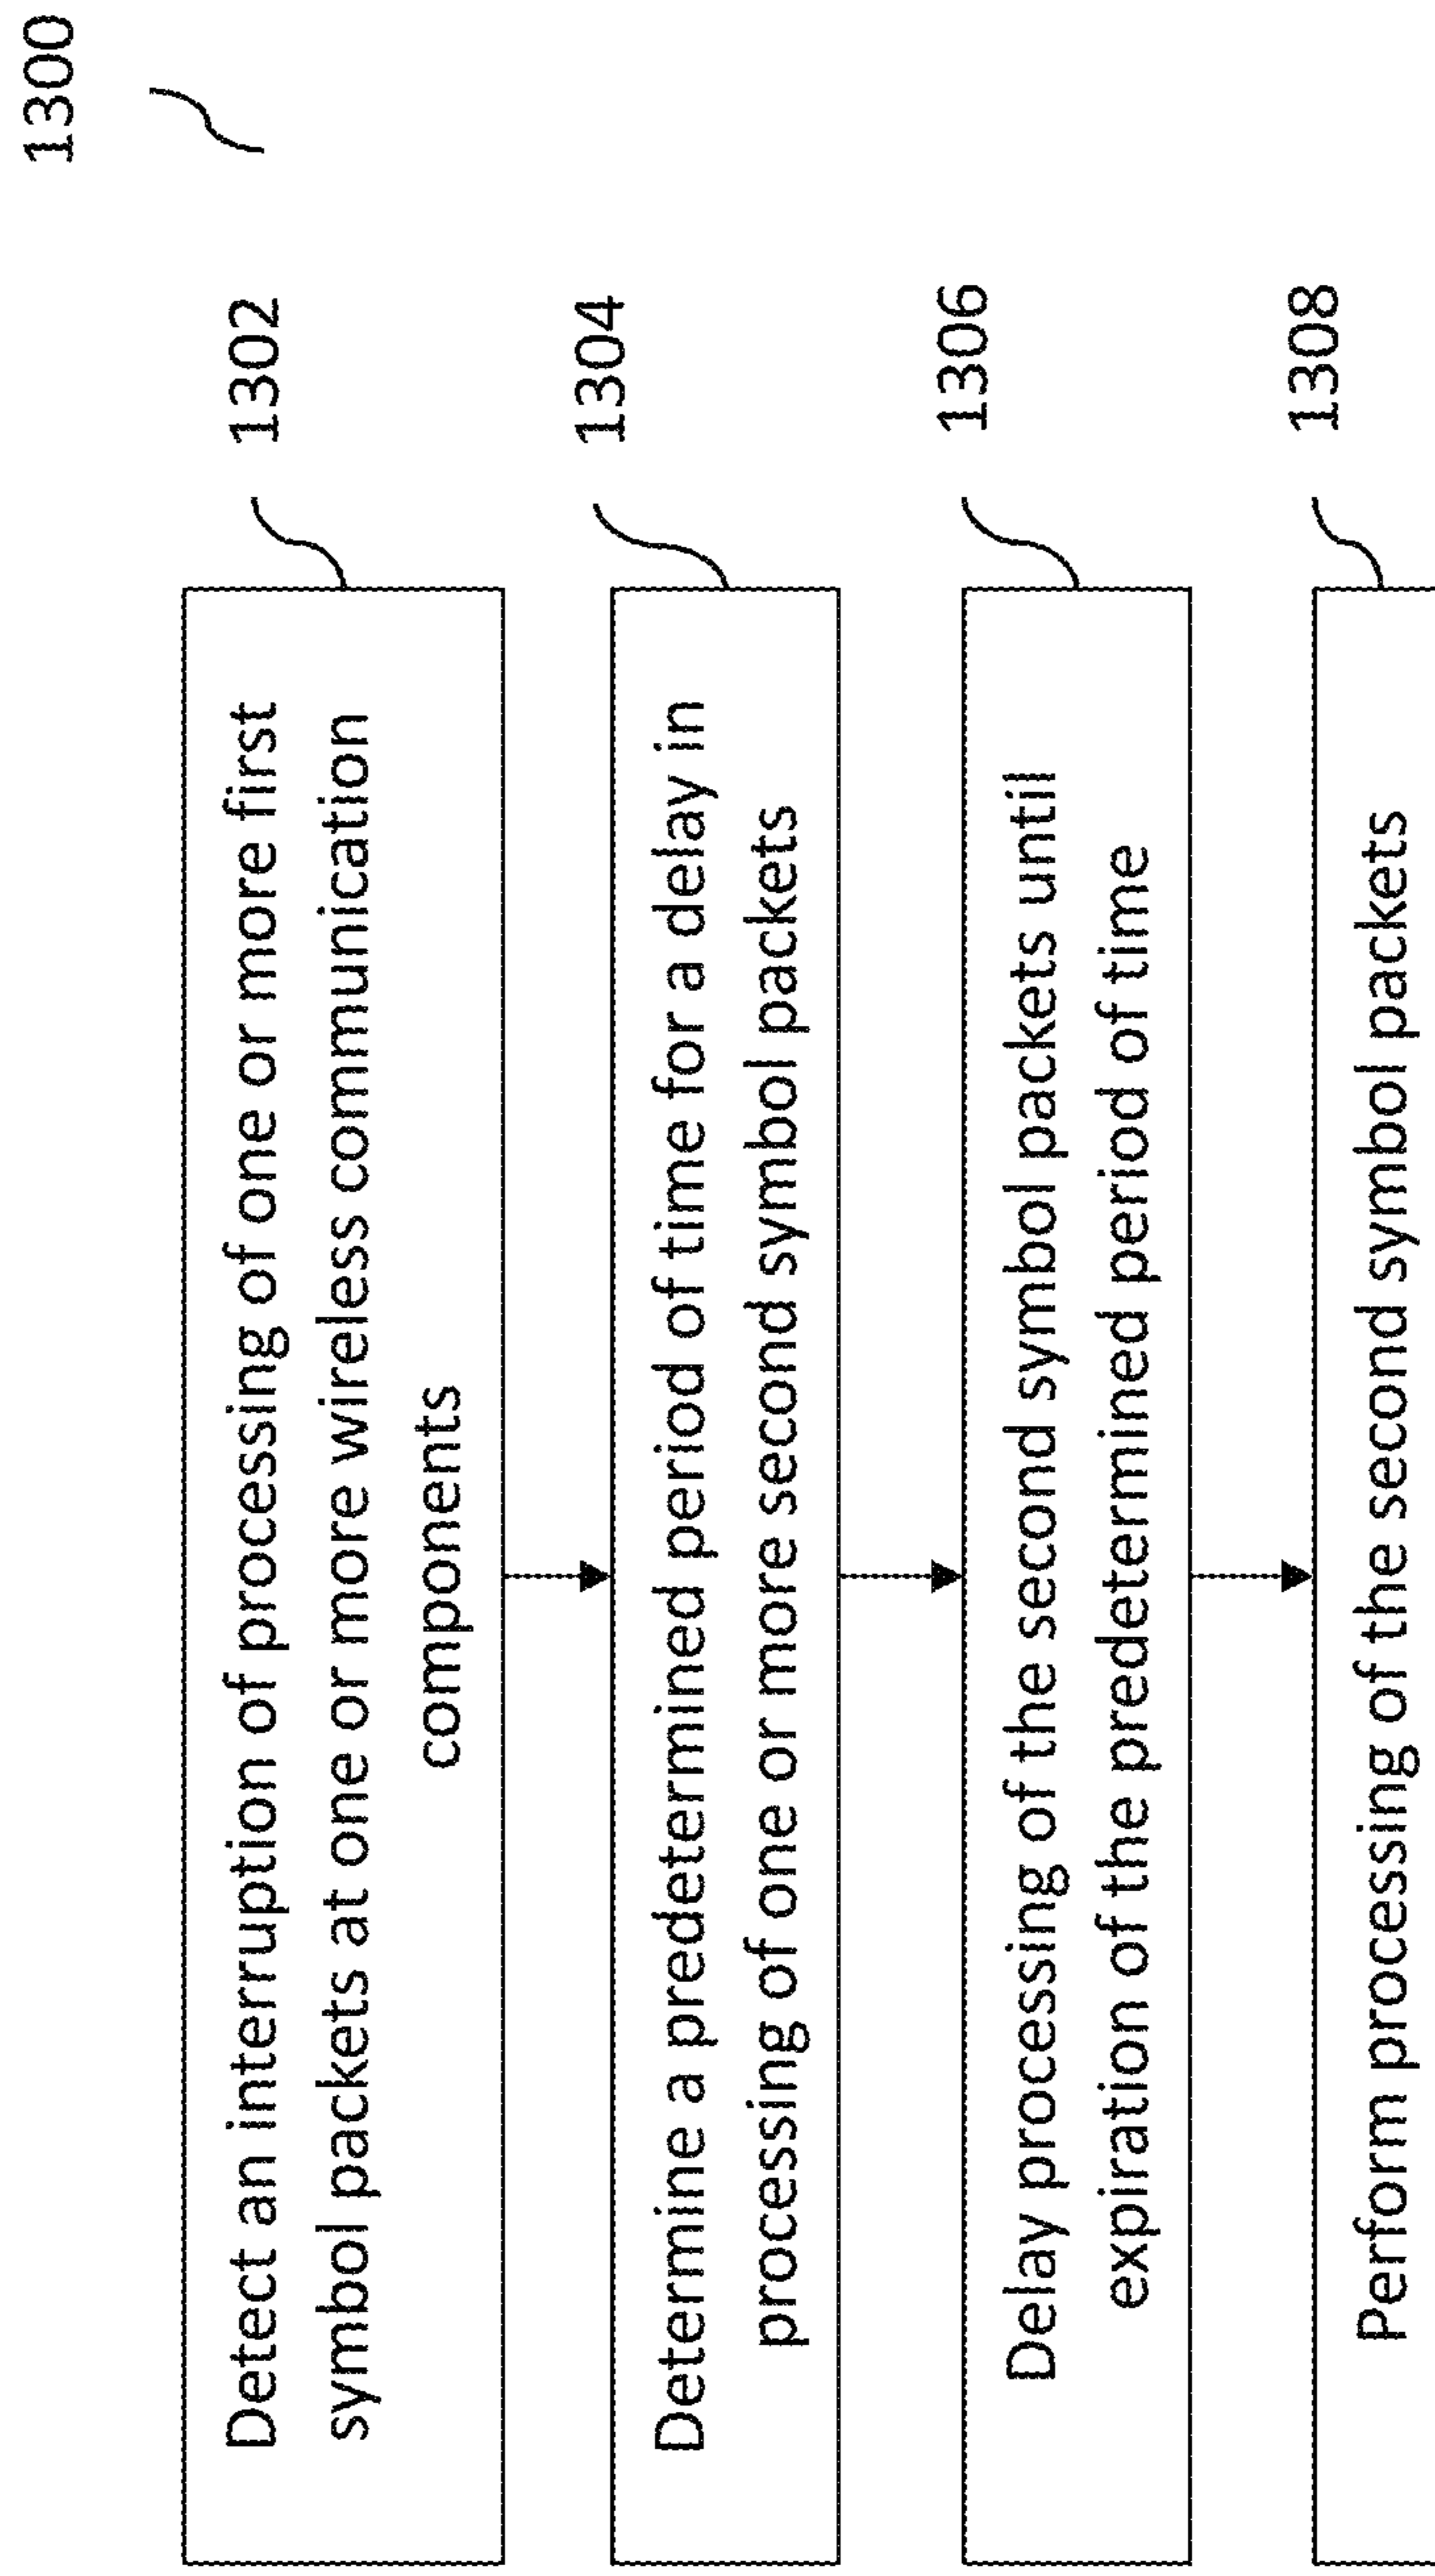 1300
Detect an interruption of processing of one or more first
symbol packets at one or more wireless communication
components
1302
Determine a predetermined period of time for a delay in
processing of one or more second symbol packets
1304
Delay processing of the second symbol packets until
expiration of the predetermined period of time
1306
Perform processing of the second symbol packets
1308